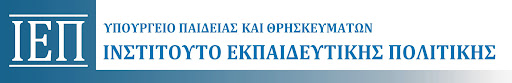 ΙΕΠ
ΥΠΟΥΡΓΕΙΟ ΠΑΙΔΕΙΑΣ ΚΑΙ ΘΡΗΣΚΕΥΜΑΤΩΝ
ΙΝΣΤΙΤΟΥΤΟ ΕΚΠΑΙΔΕΥΤΙΚΗΣ ΠΟΛΙΤΙΚΗΣ